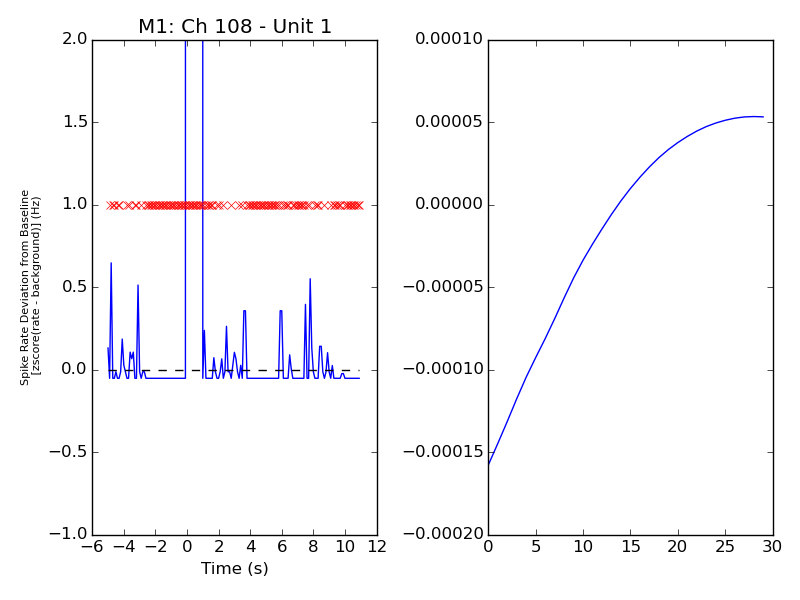 M1: Ch 108 - Unit 1
2.0
1.5
1.0
0.5
0.0
−0.5
−1.0
Spike Rate Deviation from Baseline
[zscore(rate - background)] (Hz)
−6 −4 −2 0 2 4 6 8 10 12
Time (s)
0.00010
0.00005
0.00000
−0.00005
−0.00010
−0.00015
−0.00020
0 5 10 15 20 25 30